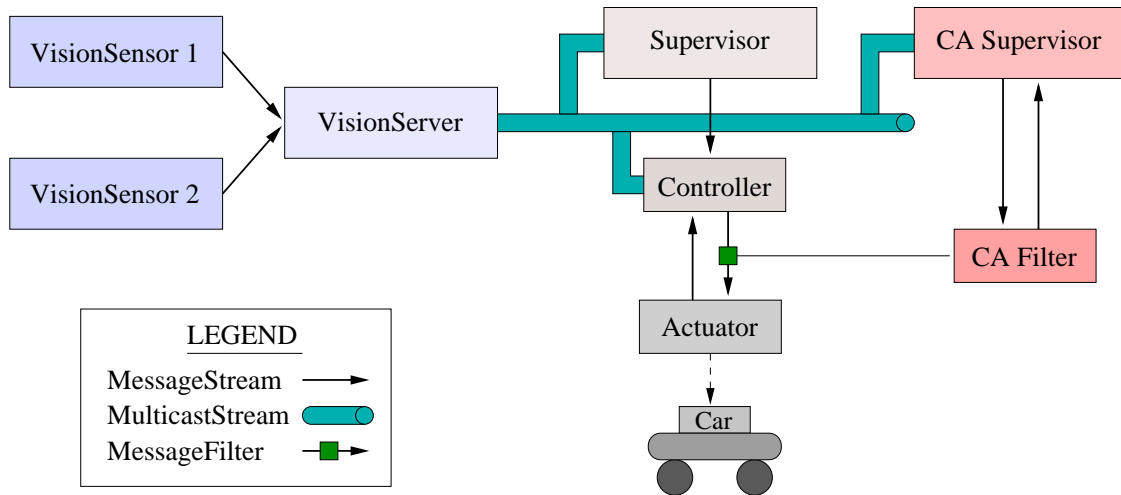 VisionSensor 1
VisionSensor 2
VisionServer
Supervisor
CA Supervisor
Controller
CA Filter
Actuator
Car
LEGEND
MessageStream
MulticastStream
MessageFilter